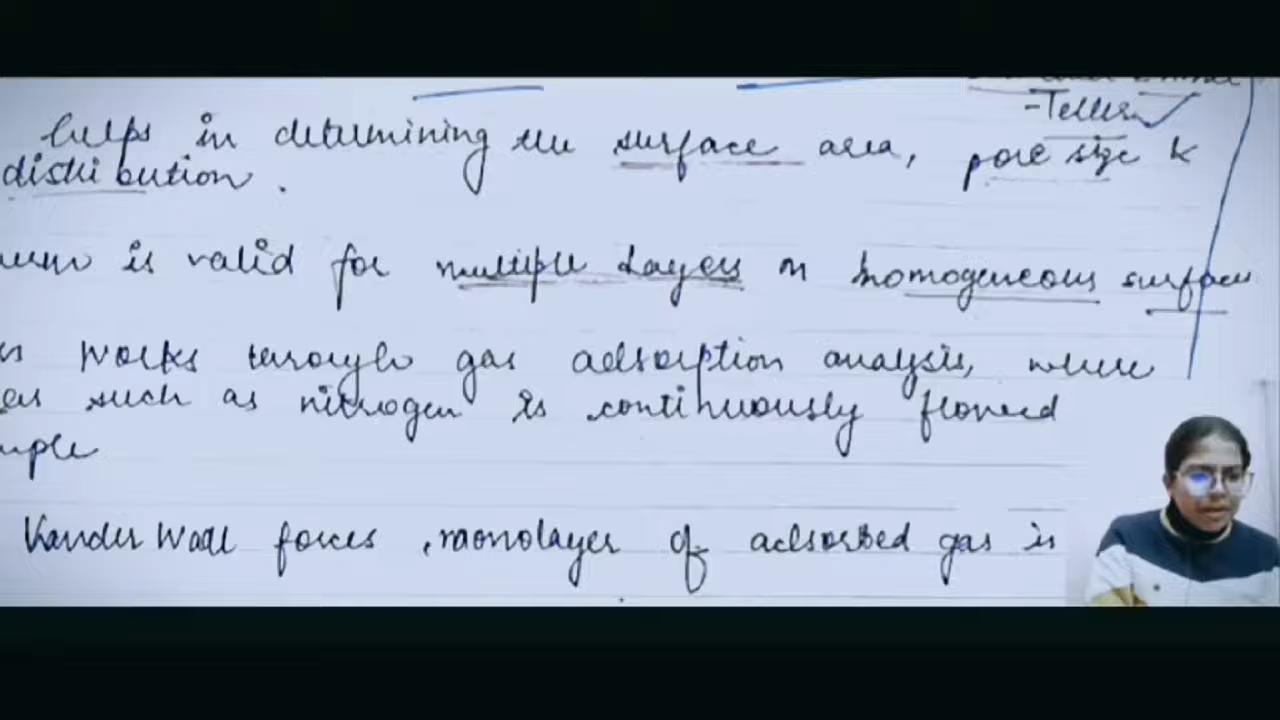 -Teller
helps in determining the surface area, pore size &
distribution.
is valid for multiple layers on homogeneous surface
works through gas adsorption analysis, where
such as nitrogen is continuously flowed
Vander Wall forces, monolayer of adsorbed gas is